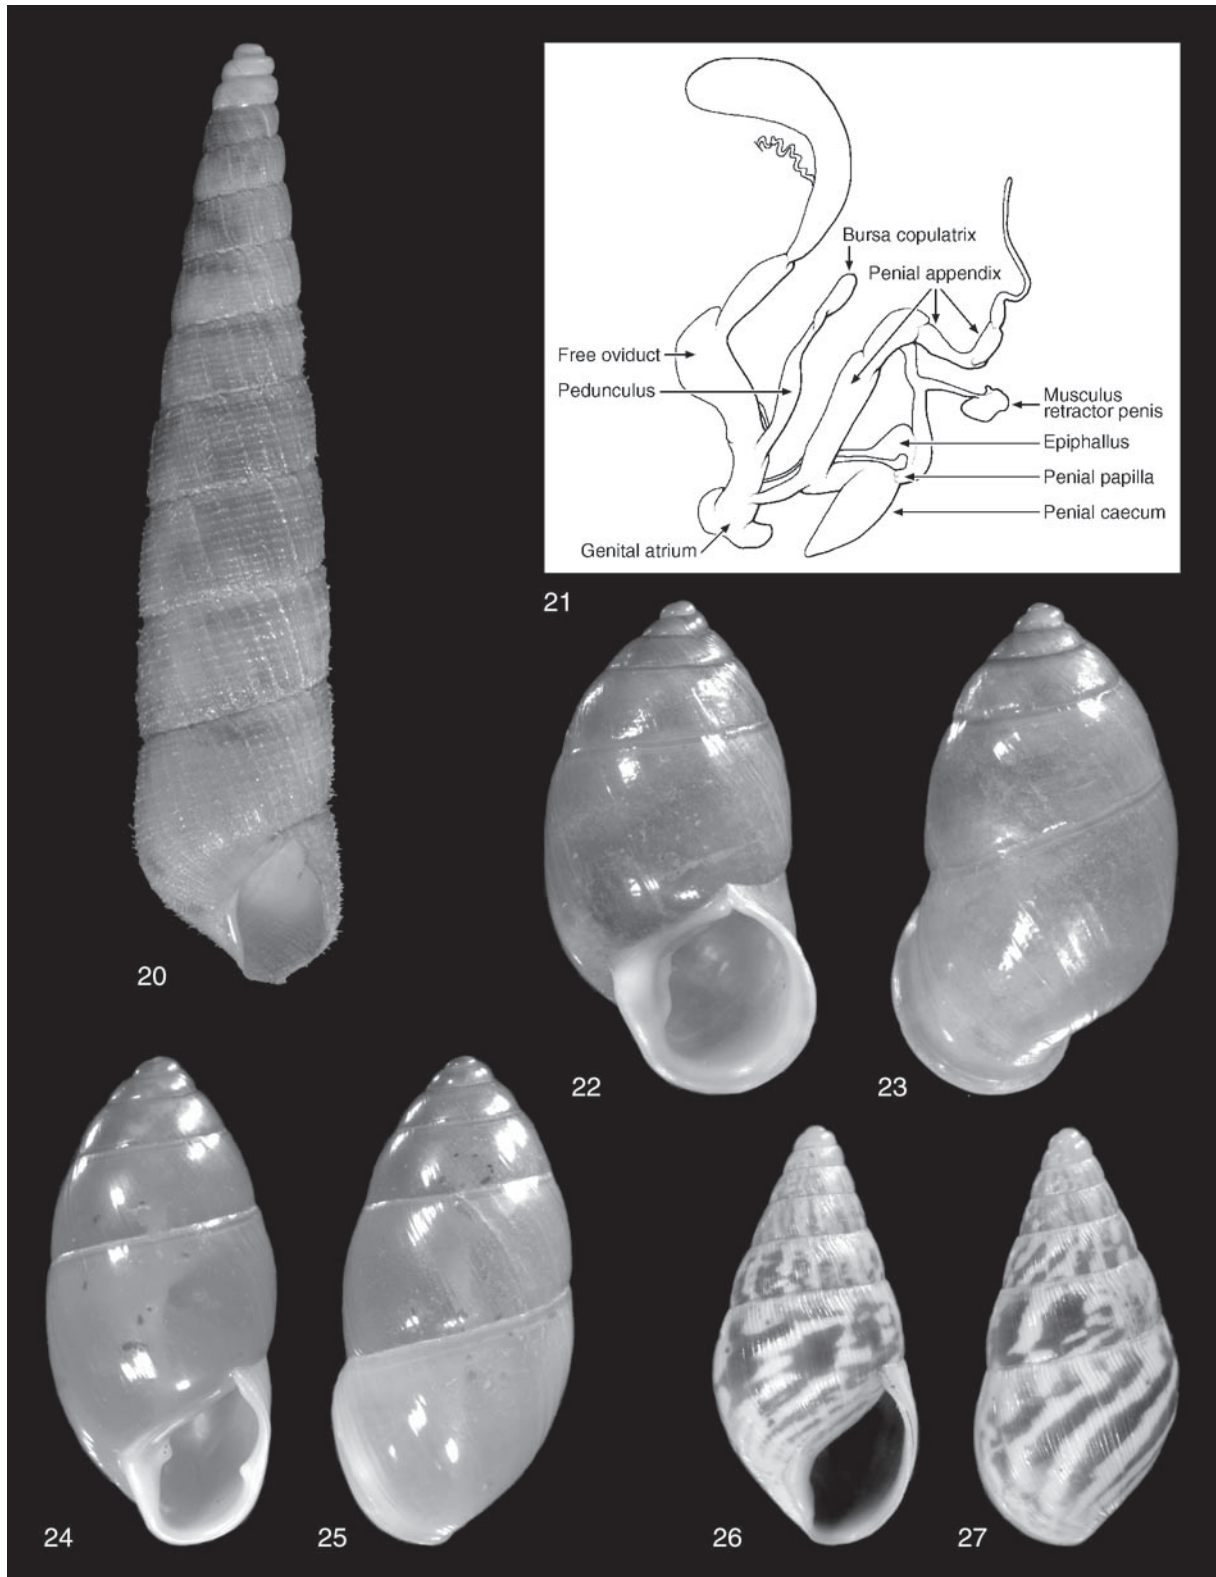 Bursa copulatrix
Penial appendix
Free oviduct
Pedunculus
Musculus
retractor penis
Epiphallus
Penial papilla
Penial caecum
Genital atrium
21
20
22
23
24
25
26
27